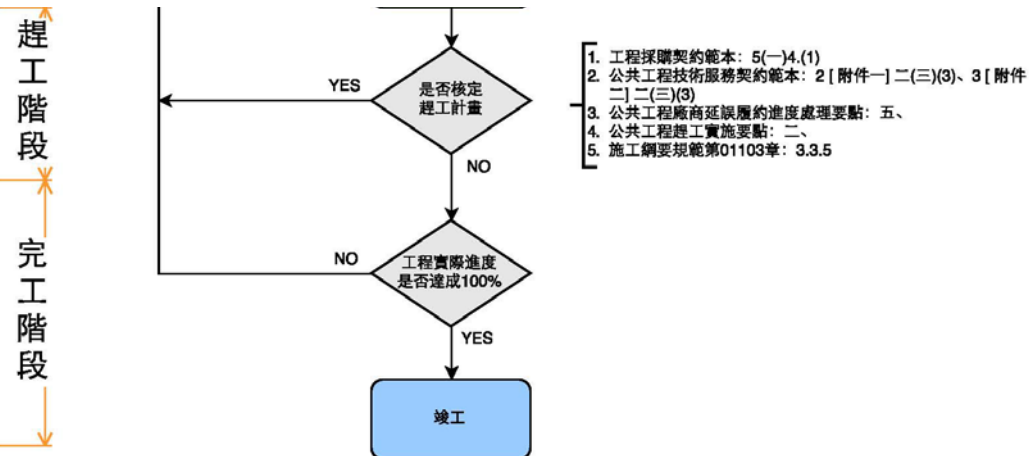 趕工階段
是否核定
趕工計畫
YES
NO
1. 工程採購契約範本：5(一)4.(1)
2. 公共工程技術服務契約範本：2 [ 附件一] 二(三)(3)、3 [ 附件
二] 二(三)(3)
3. 公共工程廠商延誤履約進度處理要點：五、
4. 公共工程趕工實施要點：二、
5. 施工綱要規範第01103章：3.3.5
完工階段
工程實際進度
是否達成100%
NO
YES
竣工